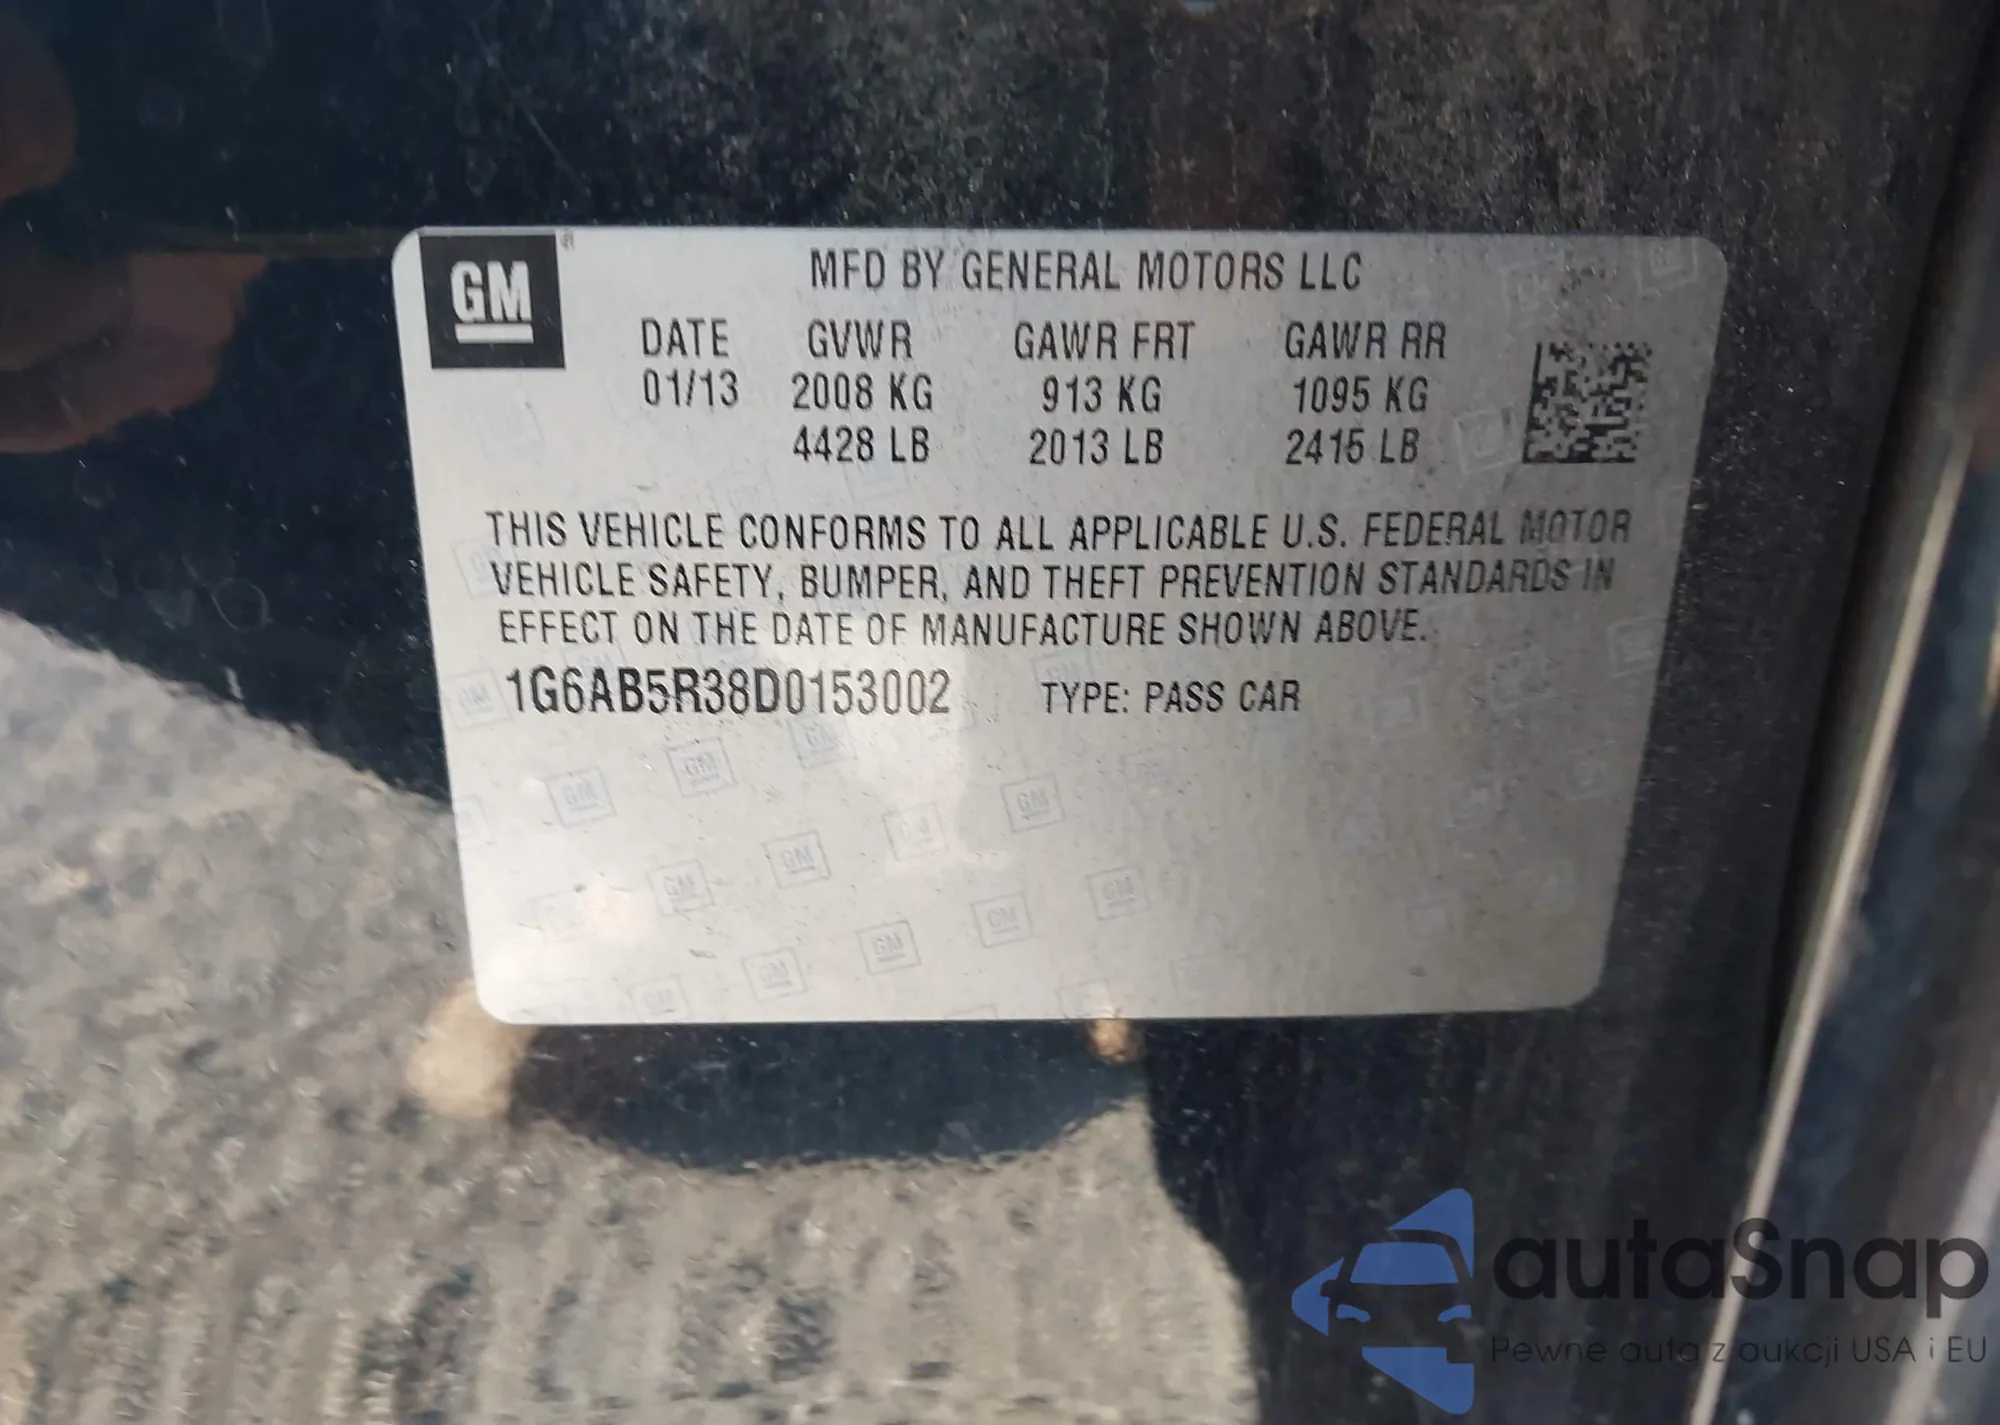 GM
MFD BY GENERAL MOTORS LLC
DATE GVWR GAWR FRT GAWR RR
01/13 2008 KG 913 KG 1095 KG
4428 LB 2013 LB 2415 LB
THIS VEHICLE CONFORMS TO ALL APPLICABLE U.S. FEDERAL MOTOR
VEHICLE SAFETY, BUMPER, AND THEFT PREVENTION STANDARDS IN
EFFECT ON THE DATE OF MANUFACTURE SHOWN ABOVE.
1G6AB5R38D0153002 TYPE: PASS CAR
autaSnap
Pewne auta z aukcji USA i EU